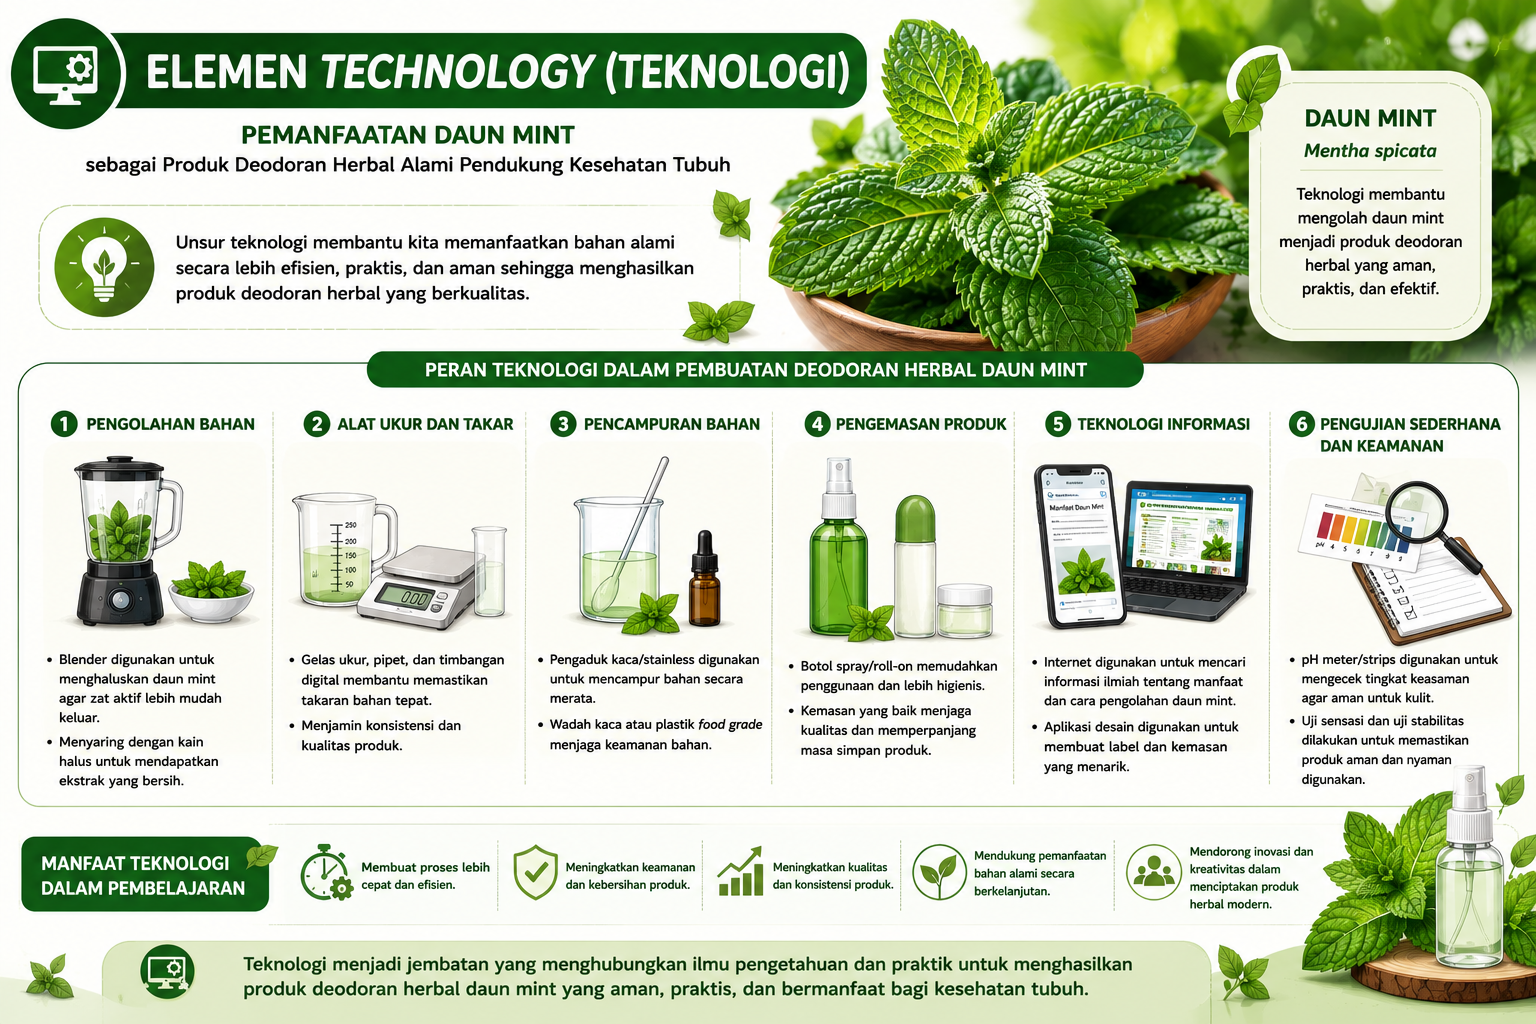 ELEMEN TECHNOLOGY (TEKNOLOGI)
PEMANFAATAN DAUN MINT
sebagai Produk Deodoran Herbal Alami Pendukung Kesehatan Tubuh
Unsur teknologi membantu kita memanfaatkan bahan alami
secara lebih efisien, praktis, dan aman sehingga menghasilkan
produk deodoran herbal yang berkualitas.
DAUN MINT
Mentha spicata
Teknologi membantu
mengolah daun mint
menjadi produk deodoran
herbal yang aman,
praktis, dan efektif.
PERAN TEKNOLOGI DALAM PEMBUATAN DEODORAN HERBAL DAUN MINT
1 PENGOLAHAN BAHAN
• Blender digunakan untuk
menghaluskan daun mint
agar zat aktif lebih mudah
keluar.
• Menyaring dengan kain
halus untuk mendapatkan
ekstrak yang bersih.
2 ALAT UKUR DAN TAKAR
250
200
150
100
50
000
• Gelas ukur, pipet, dan timbangan
digital membantu memastikan
takaran bahan tepat.
• Menjamin konsistensi dan
kualitas produk.
3 PENCAMPURAN BAHAN
• Pengaduk kaca/stainless digunakan
untuk mencampur bahan secara
merata.
• Wadah kaca atau plastik food grade
menjaga keamanan bahan.
4 PENGEMASAN PRODUK
• Botol spray/roll-on memudahkan
penggunaan dan lebih higienis.
• Kemasan yang baik menjaga
kualitas dan memperpanjang
masa simpan produk.
5 TEKNOLOGI INFORMASI
Manfaat Daun Mint
• Internet digunakan untuk mencari
informasi ilmiah tentang manfaat
dan cara pengolahan daun mint.
• Aplikasi desain digunakan untuk
membuat label dan kemasan
yang menarik.
6 PENGUJIAN SEDERHANA
DAN KEAMANAN
pH 4 5 6 7
• pH meter/strips digunakan untuk
mengecek tingkat keasaman
agar aman untuk kulit.
• Uji sensasi dan uji stabilitas
dilakukan untuk memastikan
produk aman dan nyaman
digunakan.
MANFAAT TEKNOLOGI
DALAM PEMBELAJARAN
Membuat proses lebih
cepat dan efisien.
Meningkatkan keamanan
dan kebersihan produk.
Meningkatkan kualitas
dan konsistensi produk.
Mendukung pemanfaatan
bahan alami secara
berkelanjutan.
Mendorong inovasi dan
kreativitas dalam
menciptakan produk
herbal modern.
Teknologi menjadi jembatan yang menghubungkan ilmu pengetahuan dan praktik untuk menghasilkan
produk deodoran herbal daun mint yang aman, praktis, dan bermanfaat bagi kesehatan tubuh.